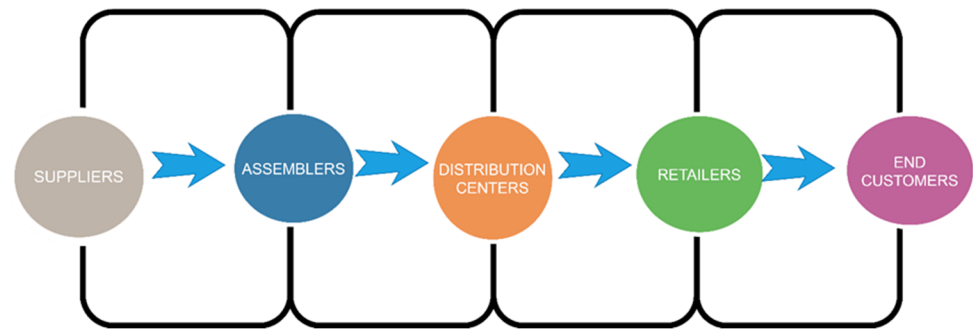 SUPPLIERS
ASSEMBLERS
DISTRIBUTION
CENTERS
RETAILERS
END
CUSTOMERS